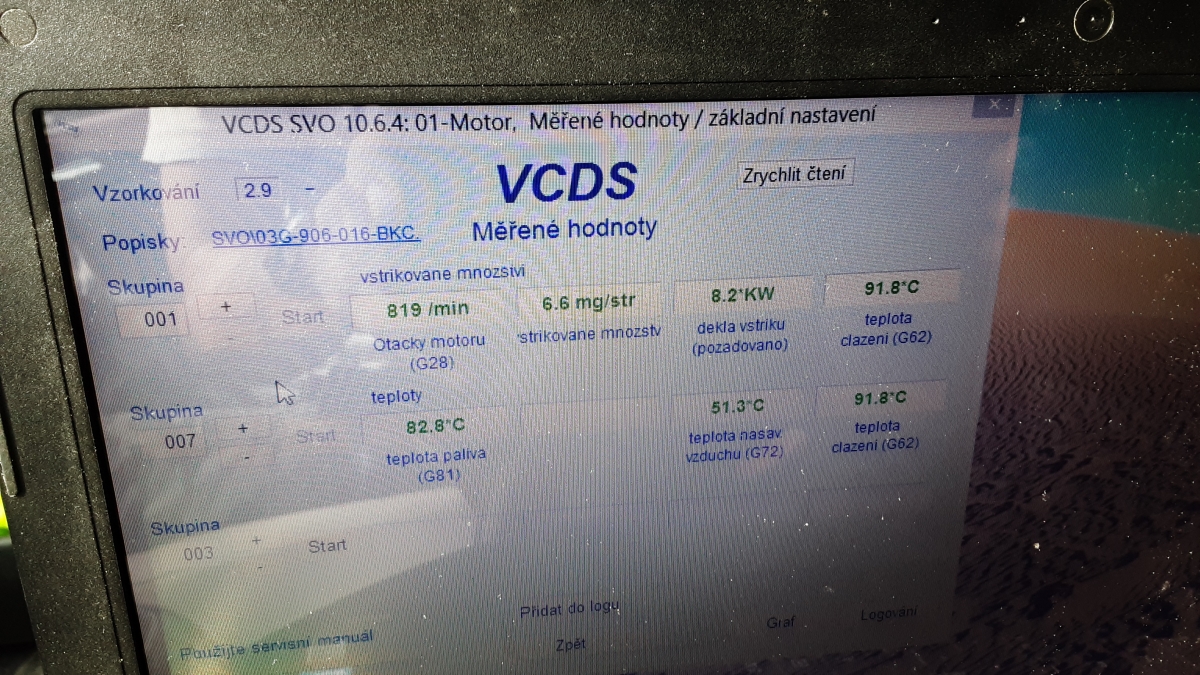 VCDS SVO 10.6.4: 01-Motor, Měřené hodnoty / základní nastavení
X
Vzorkování 2.9 -
VCDS
Zrychlit čtení
Popisky: SVO\03G-906-016-BKC.
Měřené hodnoty
Skupina
vstrikovane mnozstvi
001 + Start
819 /min 6.6 mg/str 8.2°KW 91.8°C
Otacky motoru
(G28)
'strikovane mnozstv
dekla vstriku
(pozadovano)
teplota
clazeni (G62)
Skupina
teploty
007 + - Start
82.8°C 51.3°C 91.8°C
teplota paliva
(G81)
teplota nasav.
vzduchu (G72)
teplota
clazeni (G62)
Skupina
003 + - Start
Použijte servisní manuál
Přidat do logu
Zpět
Graf
Logování